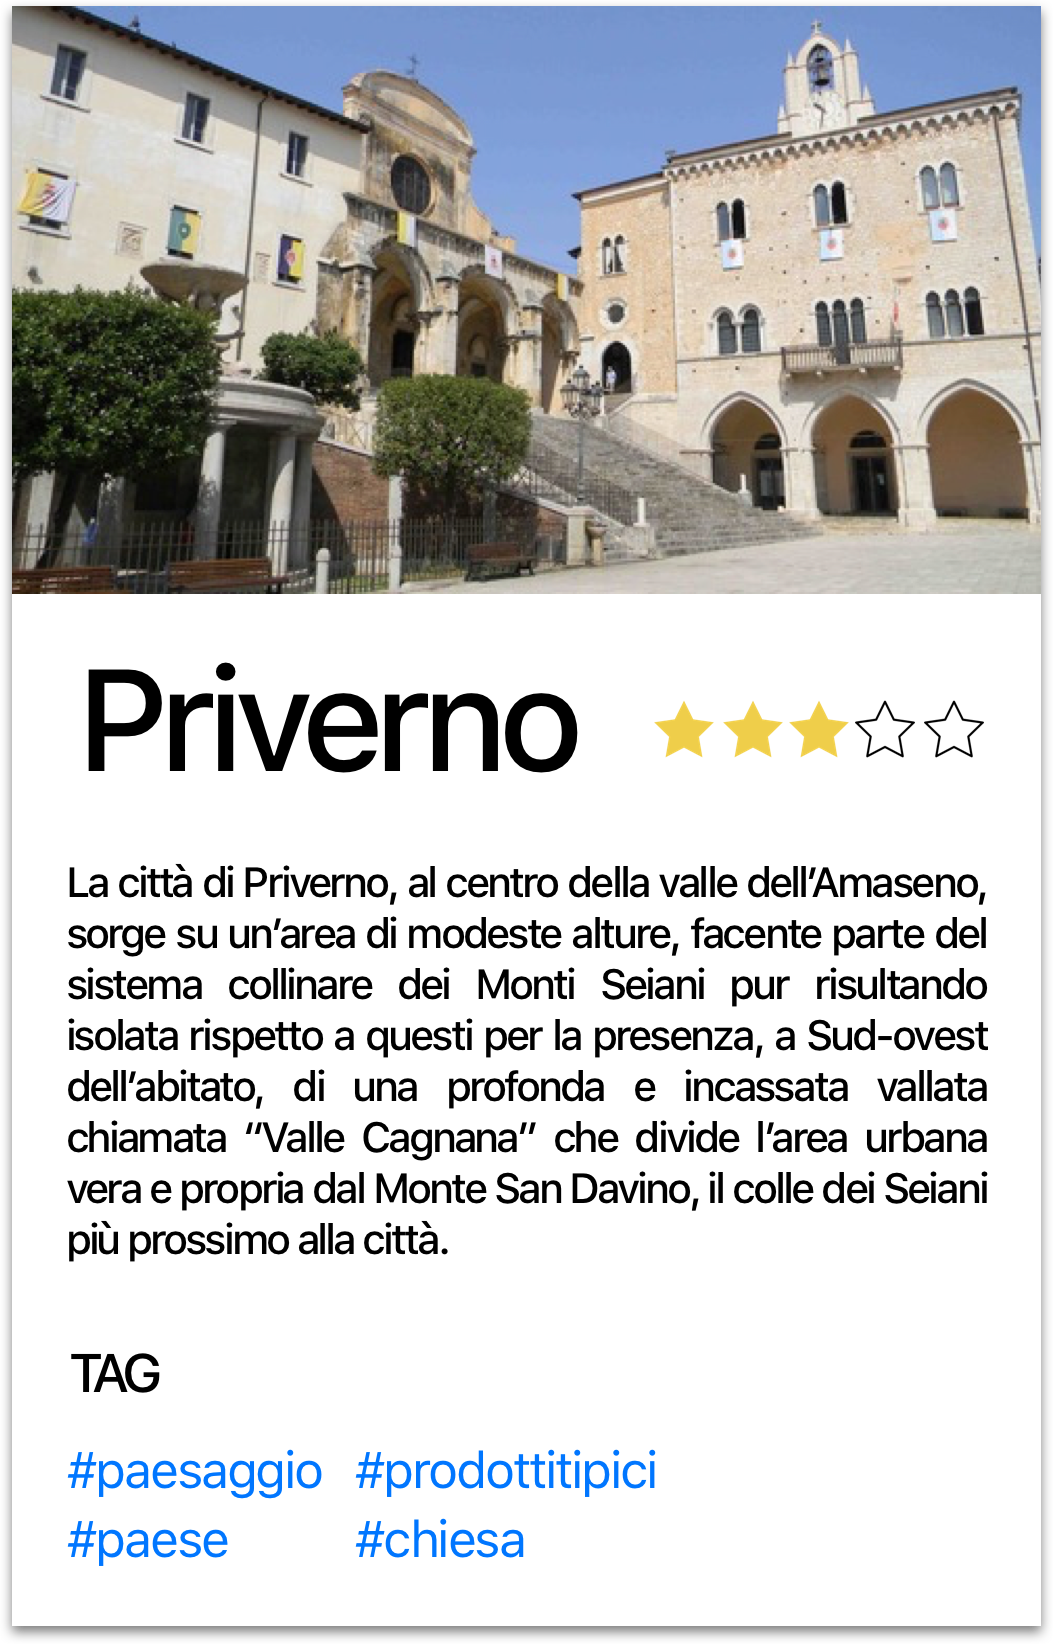 Priverno
La città di Priverno, al centro della valle dell’Amaseno,
sorge su un’area di modeste alture, facente parte del
sistema collinare dei Monti Seiani pur risultando
isolata rispetto a questi per la presenza, a Sud-ovest
dell’abitato, di una profonda e incassata vallata
chiamata “Valle Cagnana” che divide l’area urbana
vera e propria dal Monte San Davino, il colle dei Seiani
più prossimo alla città.
TAG
#paesaggio #prodottitipici
#paese #chiesa